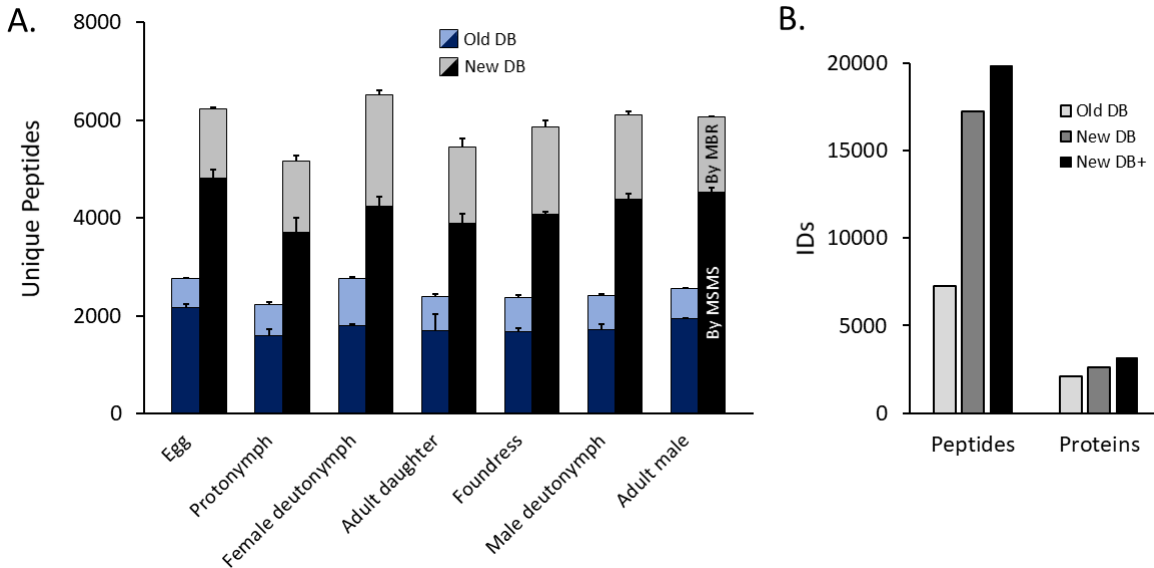 A.
Unique Peptides
8000
6000
4000
2000
0
Old DB
New DB
By MBR
By MSMS
Egg
Protonymph
Female deutonymph
Adult daughter
Foundress
Male deutonymph
Adult male
B.
IDs
20000
15000
10000
5000
0
Old DB
New DB
New DB+
Peptides
Proteins